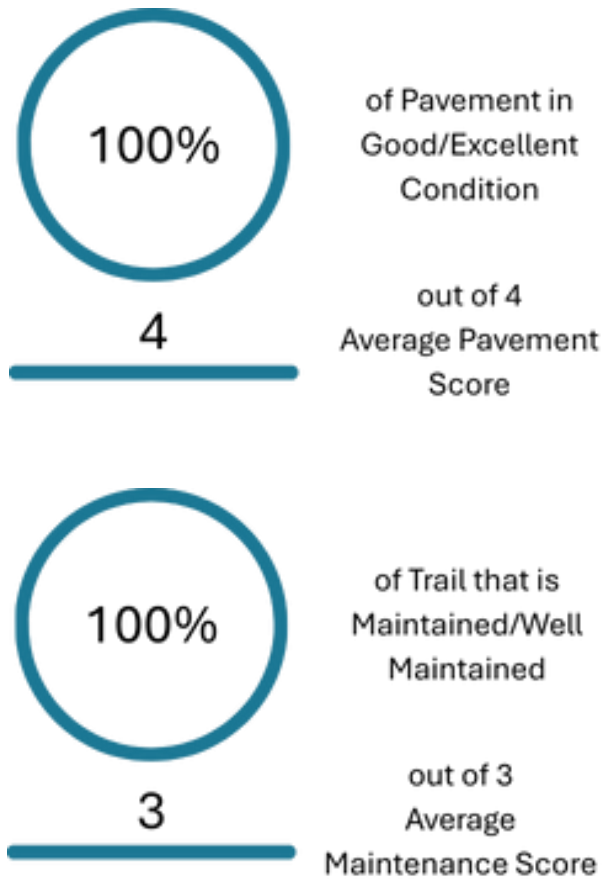 100%
of Pavement in
Good/Excellent
Condition
4
out of 4
Average Pavement
Score
100%
of Trail that is
Maintained/Well
Maintained
3
out of 3
Average
Maintenance Score